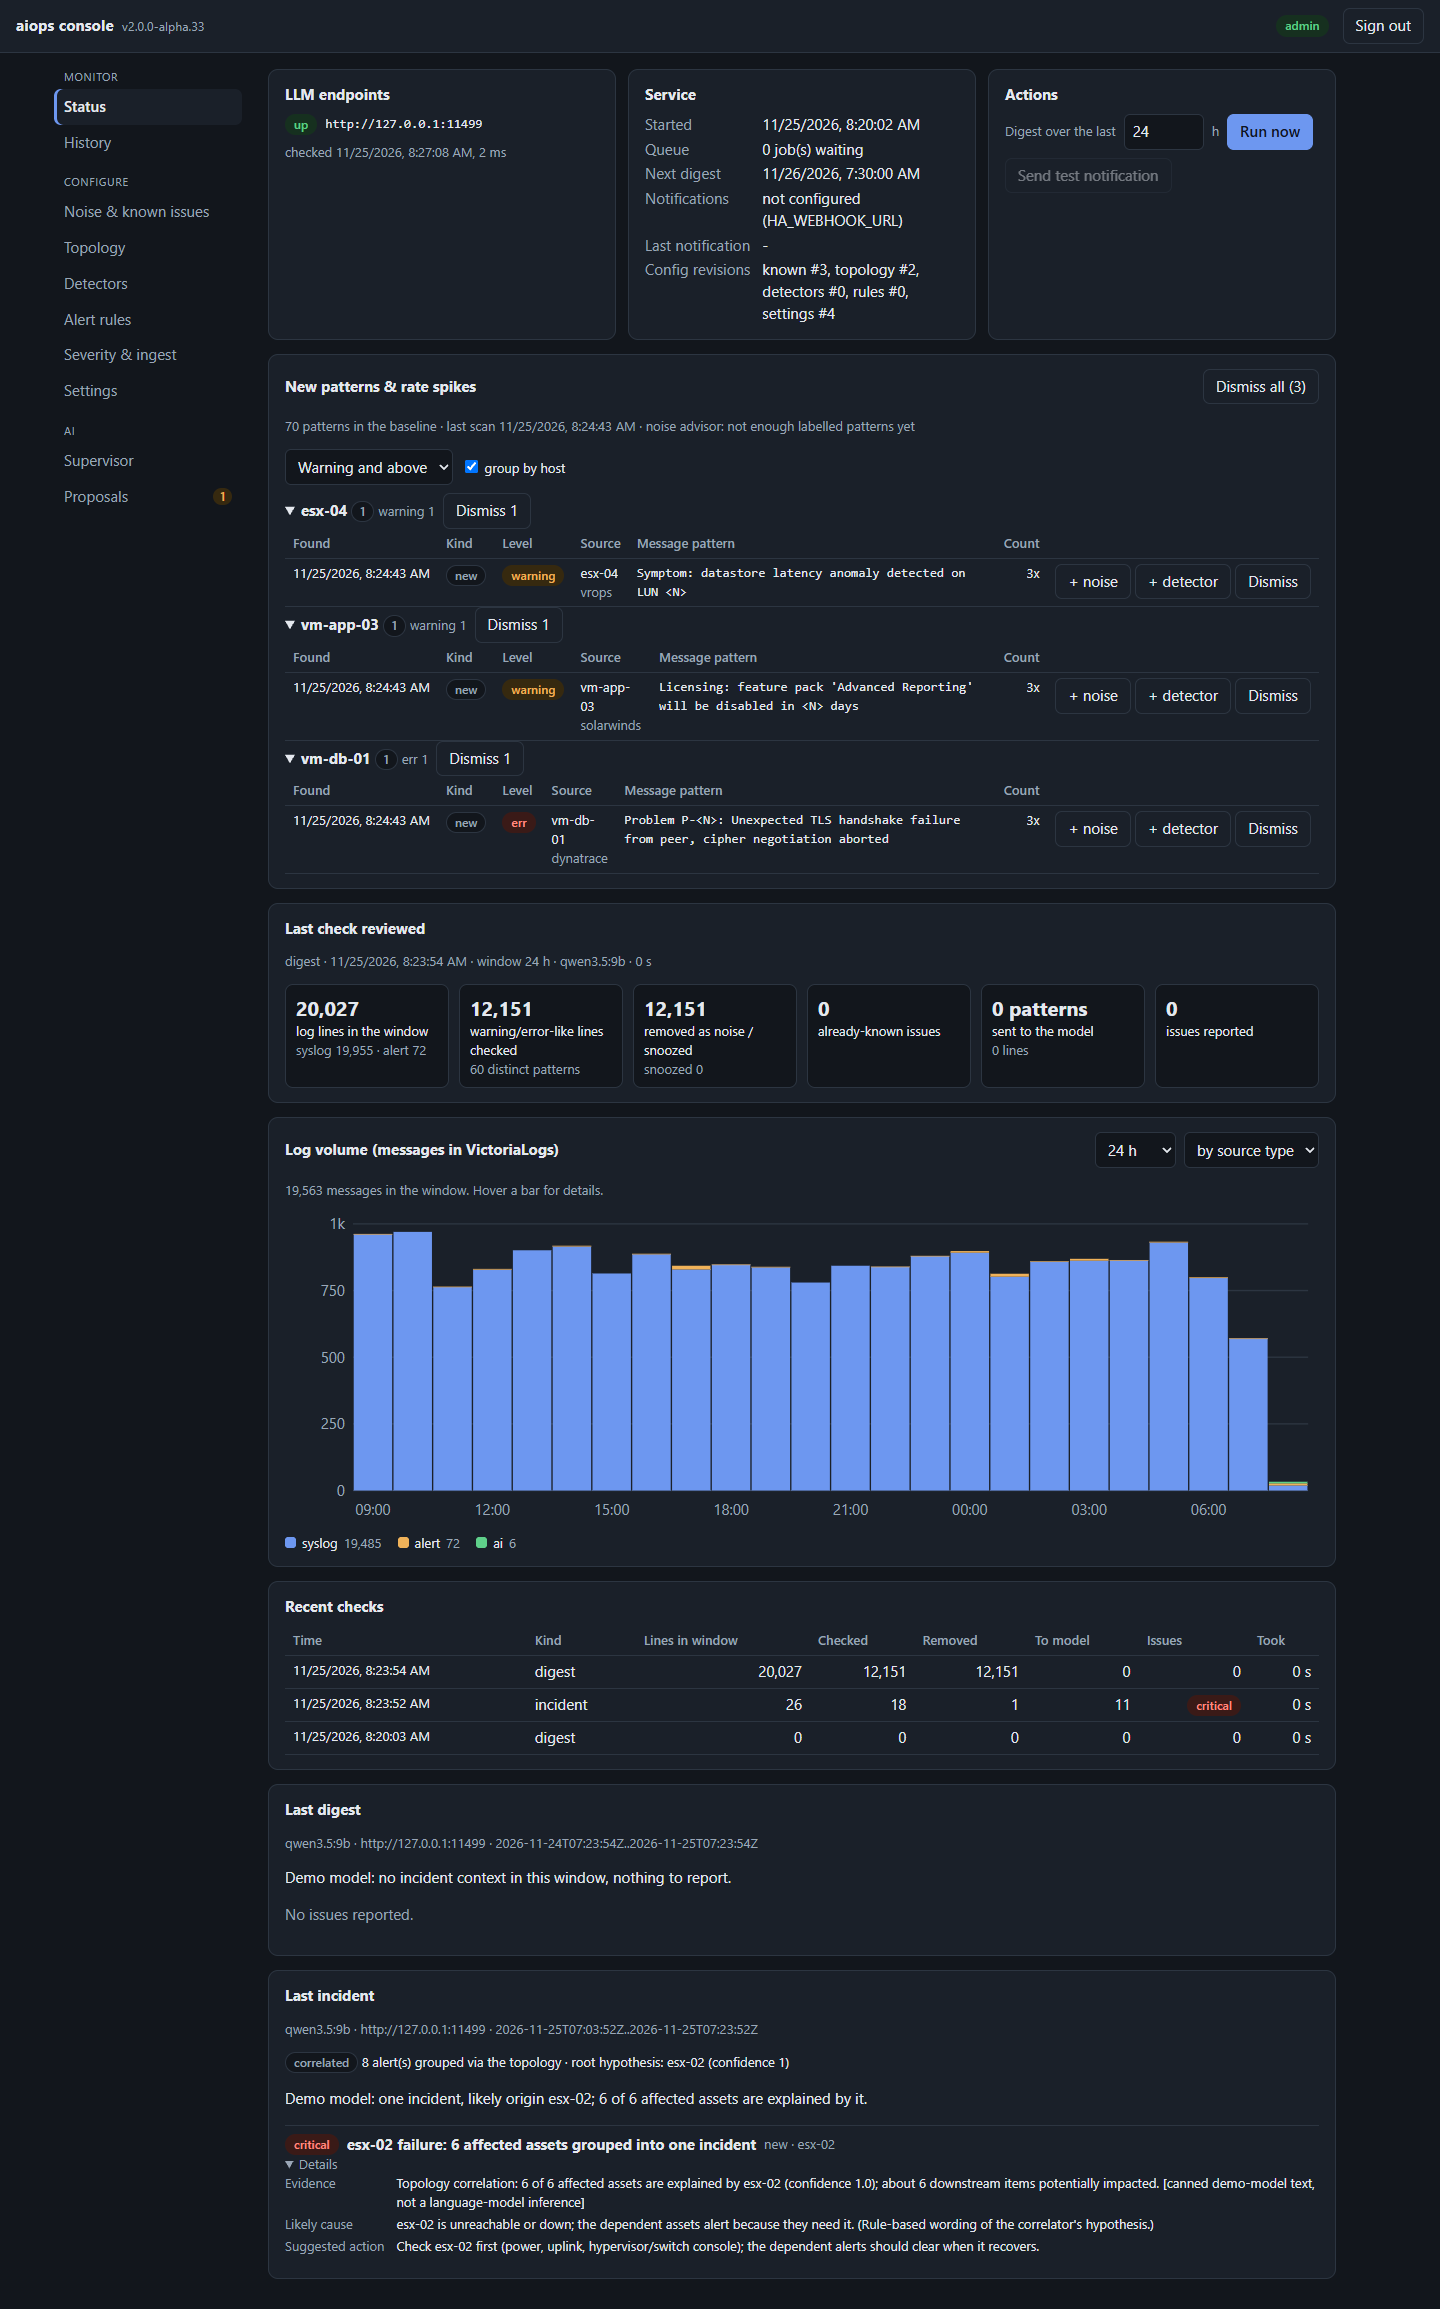 aiops console v2.0.0-alpha.33
admin
Sign out
MONITOR
Status
History
CONFIGURE
Noise & known issues
Topology
Detectors
Alert rules
Severity & ingest
Settings
AI
Supervisor
Proposals 1
LLM endpoints
up http://127.0.0.1:11499
checked 11/25/2026, 8:27:08 AM, 2 ms
Service
Started 11/25/2026, 8:20:02 AM
Queue 0 job(s) waiting
Next digest 11/26/2026, 7:30:00 AM
Notifications not configured
(HA_WEBHOOK_URL)
Last notification -
Config revisions known #3, topology #2,
detectors #0, rules #0,
settings #4
Actions
Digest over the last 24 h Run now
Send test notification
New patterns & rate spikes
Dismiss all (3)
70 patterns in the baseline · last scan 11/25/2026, 8:24:43 AM · noise advisor: not enough labelled patterns yet
Warning and above group by host
esx-04 1 warning 1 Dismiss 1
Found Kind Level Source Message pattern Count
11/25/2026, 8:24:43 AM new warning esx-04 Symptom: datastore latency anomaly detected on 3x + noise + detector Dismiss
vrops LUN <N>
vm-app-03 1 warning 1 Dismiss 1
Found Kind Level Source Message pattern Count
11/25/2026, 8:24:43 AM new warning vm-app- Licensing: feature pack 'Advanced Reporting' 3x + noise + detector Dismiss
03 will be disabled in <N> days
solarwinds
vm-db-01 1 err 1 Dismiss 1
Found Kind Level Source Message pattern Count
11/25/2026, 8:24:43 AM new err vm-db- Problem P-<N>: Unexpected TLS handshake failure 3x + noise + detector Dismiss
01 from peer, cipher negotiation aborted
dynatrace
Last check reviewed
digest · 11/25/2026, 8:23:54 AM · window 24 h · qwen3.5:9b · 0 s
20,027
log lines in the window
syslog 19,955 · alert 72
12,151
warning/error-like lines
checked
60 distinct patterns
12,151
removed as noise /
snoozed
snoozed 0
0
already-known issues
0 patterns
sent to the model
0 lines
0
issues reported
Log volume (messages in VictoriaLogs)
24 h
by source type
19,563 messages in the window. Hover a bar for details.
1k
750
500
250
0
09:00 12:00 15:00 18:00 21:00 00:00 03:00 06:00
syslog 19,485 alert 72 ai 6
Recent checks
Time Kind Lines in window Checked Removed To model Issues Took
11/25/2026, 8:23:54 AM digest 20,027 12,151 12,151 0 0 0 s
11/25/2026, 8:23:52 AM incident 26 18 1 11 critical 0 s
11/25/2026, 8:20:03 AM digest 0 0 0 0 0 0 s
Last digest
qwen3.5:9b · http://127.0.0.1:11499 · 2026-11-24T07:23:54Z..2026-11-25T07:23:54Z
Demo model: no incident context in this window, nothing to report.
No issues reported.
Last incident
qwen3.5:9b · http://127.0.0.1:11499 · 2026-11-25T07:03:52Z..2026-11-25T07:23:52Z
correlated 8 alert(s) grouped via the topology · root hypothesis: esx-02 (confidence 1)
Demo model: one incident, likely origin esx-02; 6 of 6 affected assets are explained by it.
critical esx-02 failure: 6 affected assets grouped into one incident new · esx-02
Details
Evidence Topology correlation: 6 of 6 affected assets are explained by esx-02 (confidence 1.0); about 6 downstream items potentially impacted. [canned demo-model text,
not a language-model inference]
Likely cause esx-02 is unreachable or down; the dependent assets alert because they need it. (Rule-based wording of the correlator's hypothesis.)
Suggested action Check esx-02 first (power, uplink, hypervisor/switch console); the dependent alerts should clear when it recovers.